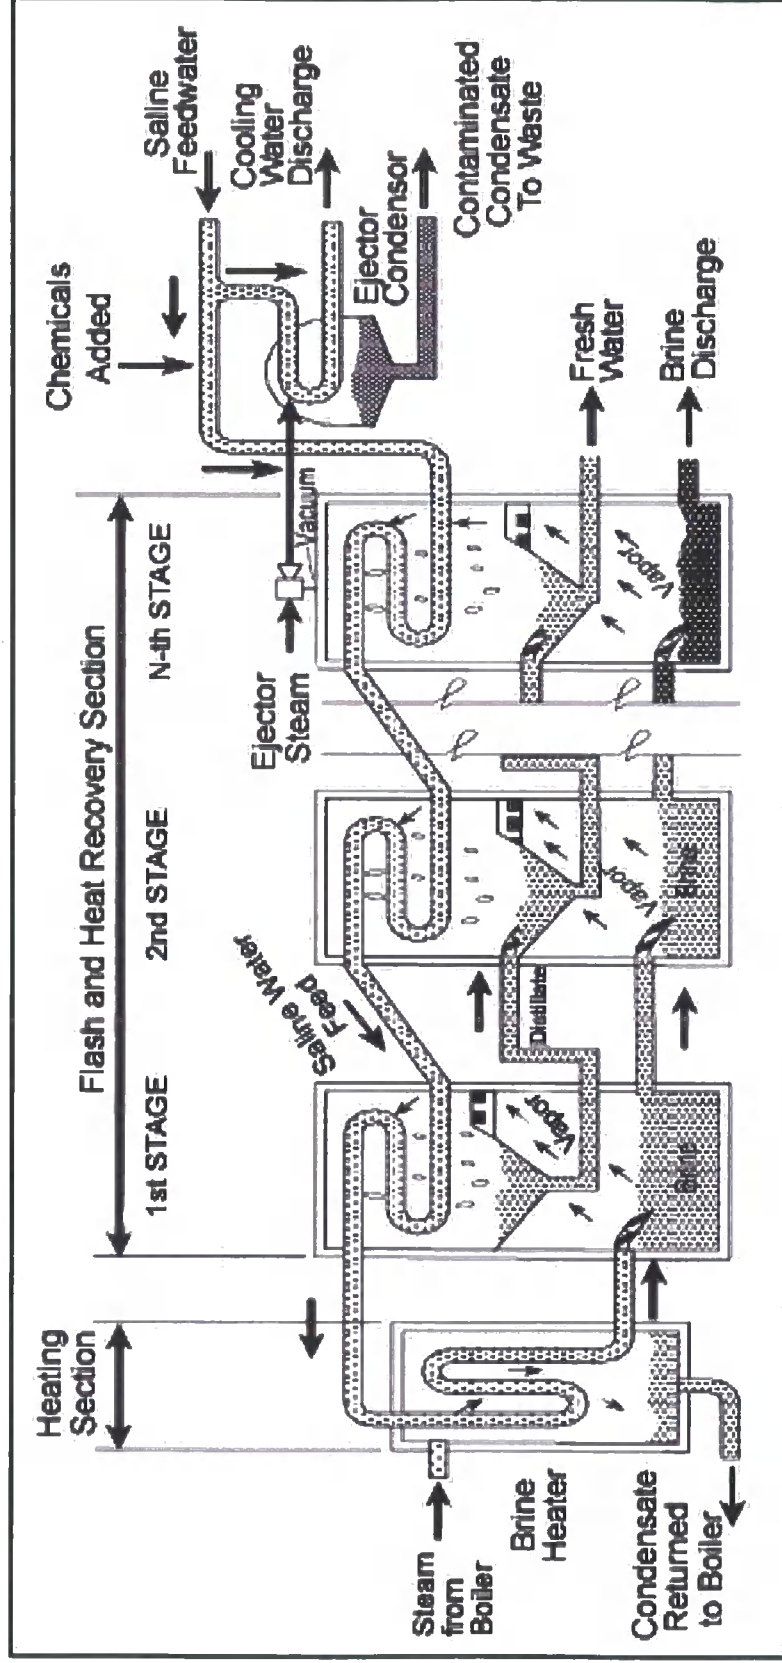 Flash and Heat Recovery Section
Heating
Section
1st STAGE
2nd STAGE
N-th STAGE
Chemicals
Added
Saline
Feedwater
Cooling
Water
Discharge
Ejector
Condensor
Contaminated
Condensate
To Waste
Ejector
Steam
Vacuum
Saline Water
Feed
Steam
from
Boiler
Brine
Heater
Condensate
Returned
to Boiler
Vapor
Distillate
Vapor
Vapor
Brine
Brine
Fresh
Water
Brine
Discharge